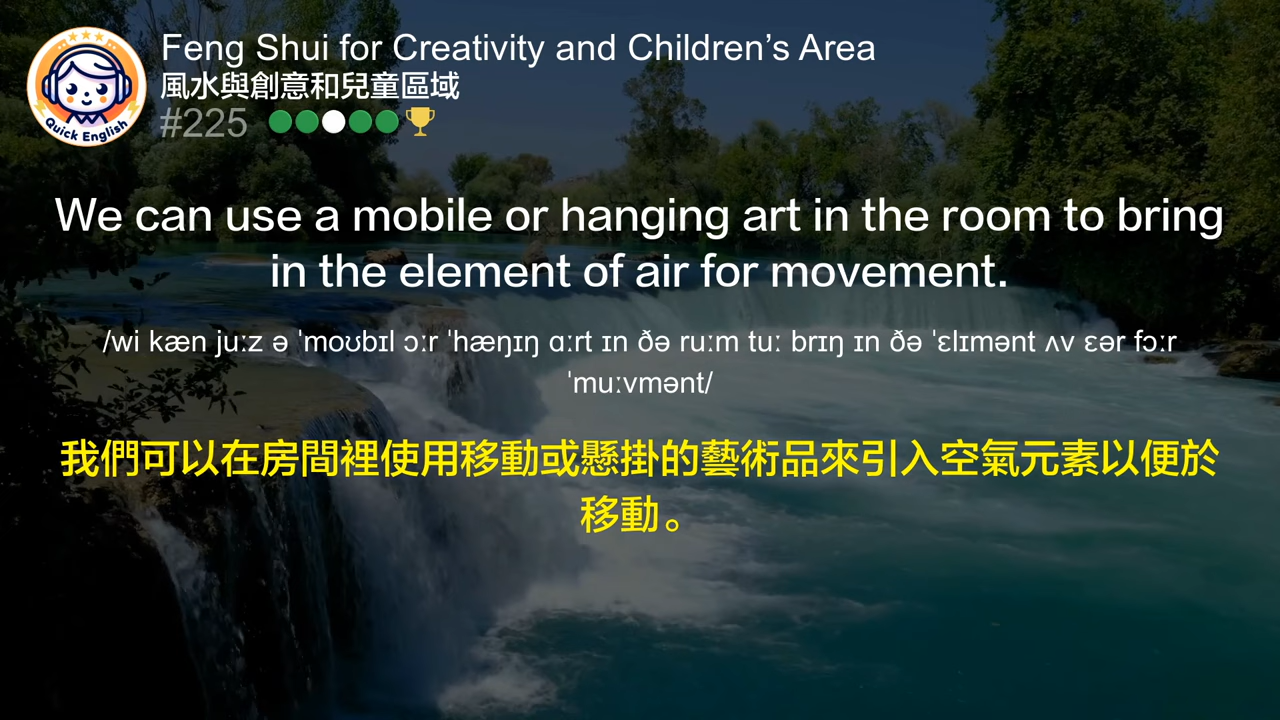 Quick English
Feng Shui for Creativity and Children’s Area
風水與創意和兒童區域
#225
We can use a mobile or hanging art in the room to bring
in the element of air for movement.
/wi kæn juːz ə ˈmoʊbɪl ɔːr ˈhæŋɪŋ ɑːrt ɪn ðə ruːm tuː brɪŋ ɪn ðə ˈɛlɪmənt ʌv ɛər fɔːr
ˈmuːvmənt/
我們可以在房間裡使用移動或懸掛的藝術品來引入空氣元素以便於
移動。